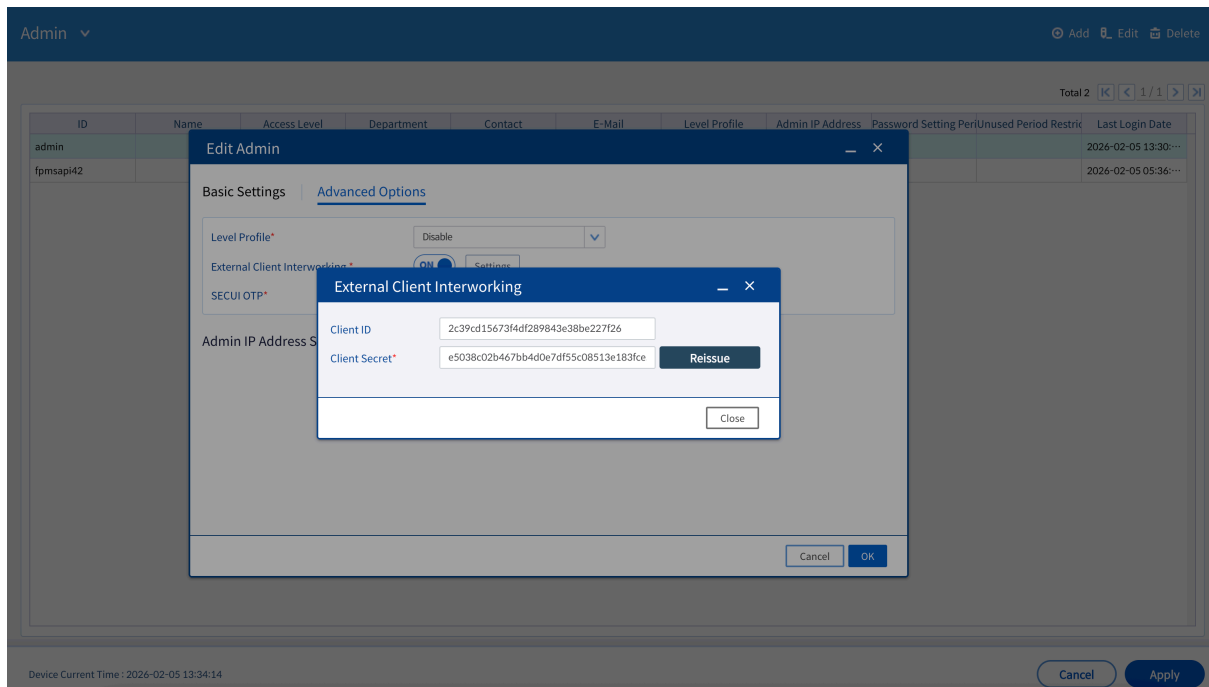 Admin
Add Edit Delete
Total 2 1 / 1
ID Name Access Level Department Contact E-Mail Level Profile Admin IP Address Password Setting Peri Unused Period Restric Last Login Date
admin 2026-02-05 13:30:···
fpmsapi42 2026-02-05 05:36:···
Edit Admin
Basic Settings Advanced Options
Level Profile* Disable
External Client Interworking * ON Settings
SECUI OTP*
Admin IP Address S
External Client Interworking
Client ID 2c39cd15673f4df289843e38be227f26
Client Secret* e5038c02b467bb4d0e7df55c08513e183fce Reissue
Close
Cancel OK
Device Current Time : 2026-02-05 13:34:14
Cancel Apply